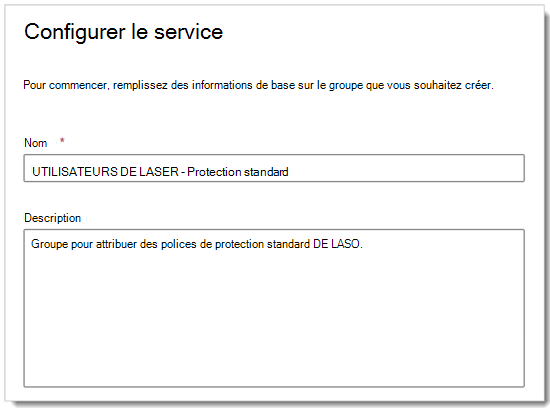 Configurer le service
Pour commencer, remplissez des informations de base sur le groupe que vous souhaitez créer.
Nom *
UTILISATEURS DE LASER - Protection standard
Description
Groupe pour attribuer des polices de protection standard DE LASO.